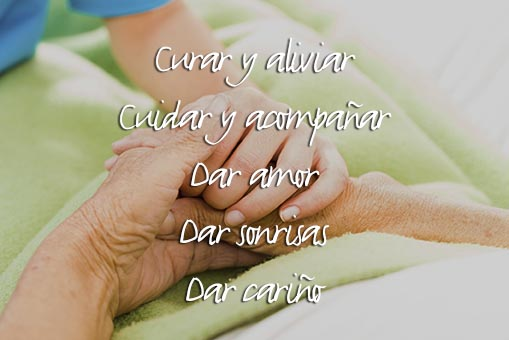 Curar y aliviar
Cuidar y acompañar
Dar amor
Dar sonrisas
Dar cariño